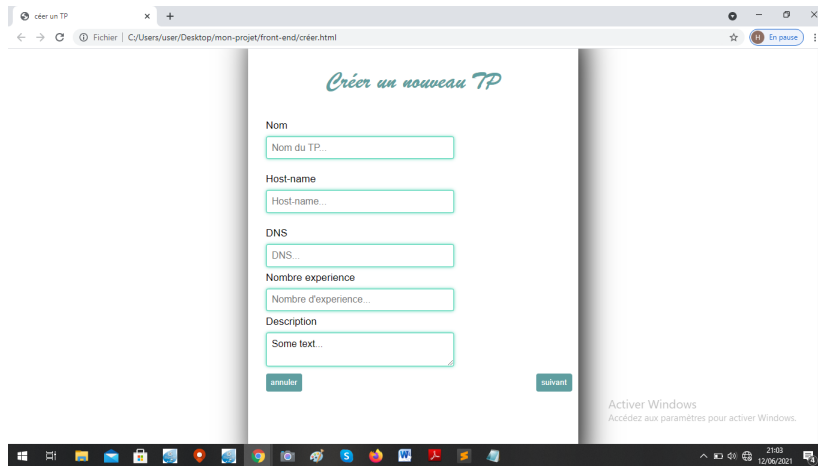 céer un TP
Fichier | C:/Users/user/Desktop/mon-projet/front-end/créer.html
H En pause
Créer un nouveau TP
Nom
Nom du TP...
Host-name
Host-name...
DNS
DNS...
Nombre experience
Nombre d'experience...
Description
Some text...
annuler
suivant
Activer Windows
Accédez aux paramètres pour activer Windows.
21:03
12/06/2021
4